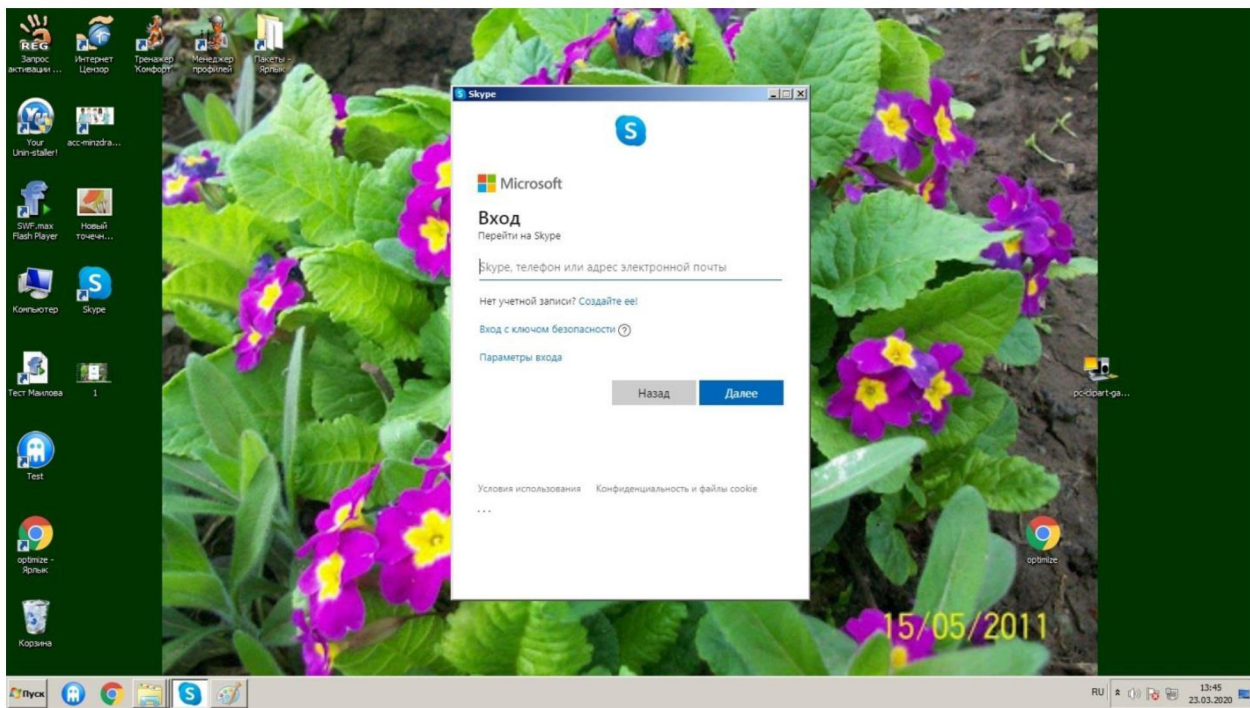 REG
Запрос
активации ...
Интернет
Цензор
Тренажер
'Комфорт'
Менеджер
профилей
Пакеты -
Ярлык
Your
Unin-staller!
acc-minzdra...
SWF.max
Flash Player
Новый
точечн...
Компьютер
Skype
Тест Маилова
1
Test
optimize -
Ярлык
Корзина
Skype
Microsoft
Вход
Перейти на Skype
Skype, телефон или адрес электронной почты
Нет учетной записи? Создайте ее!
Вход с ключом безопасности
Параметры входа
Назад Далее
Условия использования Конфиденциальность и файлы cookie
...
pc-clipart-ga...
optimize
15/05/2011
Пуск
RU
13:45
23.03.2020